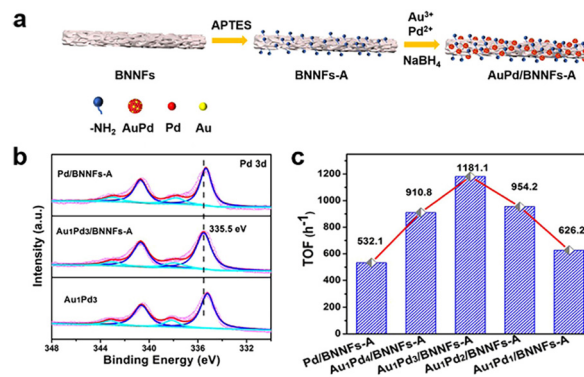 a
APTES
Au³⁺
Pd²⁺
NaBH₄
BNNFs
BNNFs-A
AuPd/BNNFs-A
-NH₂ AuPd Pd Au
b
Pd 3d
Pd/BNNFs-A
Au₁Pd₃/BNNFs-A
335.5 eV
Au₁Pd₃
Intensity (a.u.)
348 344 340 336 332
Binding Energy (eV)
c
TOF (h⁻¹)
1200
1000
800
600
400
200
0
532.1
910.8
1181.1
954.2
626.2
Pd/BNNFs-A
Au₁Pd₄/BNNFs-A
Au₁Pd₃/BNNFs-A
Au₁Pd₂/BNNFs-A
Au₁Pd₁/BNNFs-A